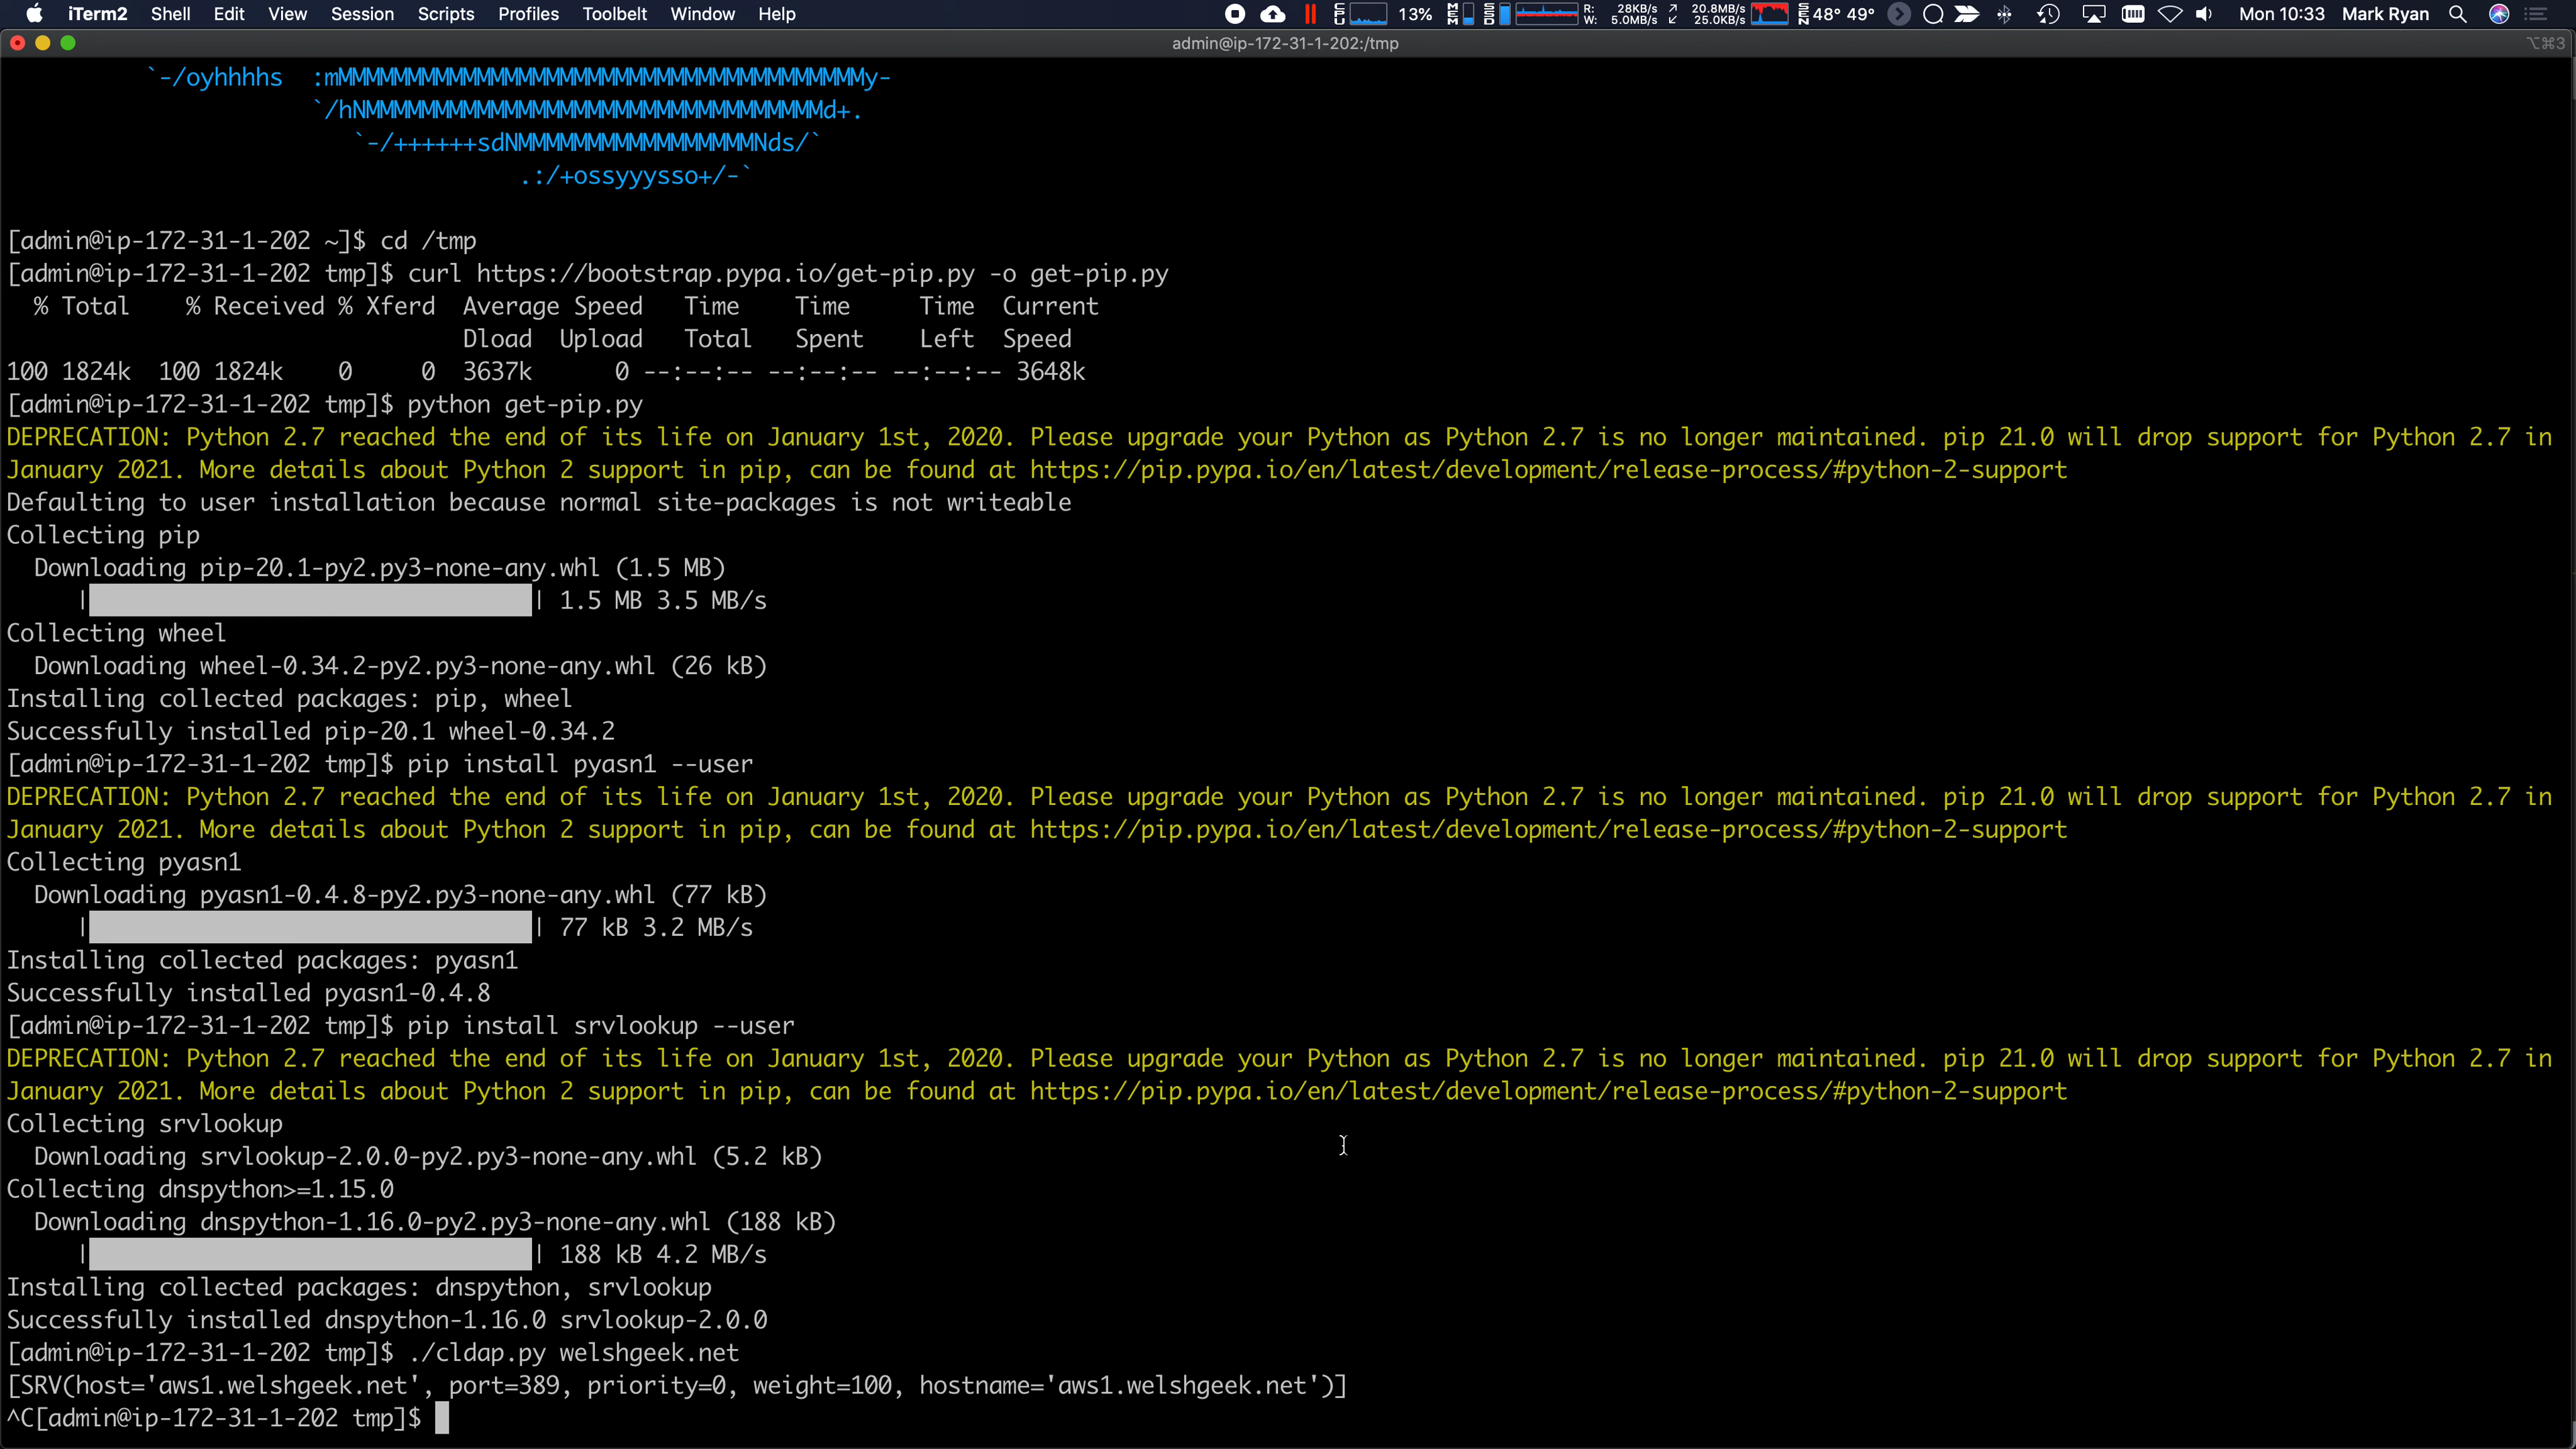 iTerm2 Shell Edit View Session Scripts Profiles Toolbelt Window Help CPU 13% MEM SSD R: 28KB/s W: 5.0MB/s 20.8MB/s 25.0KB/s SEN 48° 49° Mon 10:33 Mark Ryan
admin@ip-172-31-1-202:/tmp ⌥⌘3
`-/oyhhhhs :mMMMMMMMMMMMMMMMMMMMMMMMMMMMMMMMMMMMMMMy-
`/hNMMMMMMMMMMMMMMMMMMMMMMMMMMMMMMMMMd+.
`-/++++++sdNMMMMMMMMMMMMMMMMMNds/`
.:/+ossyyysso+/-`
[admin@ip-172-31-1-202 ~]$ cd /tmp
[admin@ip-172-31-1-202 tmp]$ curl https://bootstrap.pypa.io/get-pip.py -o get-pip.py
% Total % Received % Xferd Average Speed Time Time Time Current
Dload Upload Total Spent Left Speed
100 1824k 100 1824k 0 0 3637k 0 --:--:-- --:--:-- --:--:-- 3648k
[admin@ip-172-31-1-202 tmp]$ python get-pip.py
DEPRECATION: Python 2.7 reached the end of its life on January 1st, 2020. Please upgrade your Python as Python 2.7 is no longer maintained. pip 21.0 will drop support for Python 2.7 in
January 2021. More details about Python 2 support in pip, can be found at https://pip.pypa.io/en/latest/development/release-process/#python-2-support
Defaulting to user installation because normal site-packages is not writeable
Collecting pip
Downloading pip-20.1-py2.py3-none-any.whl (1.5 MB)
| | 1.5 MB 3.5 MB/s
Collecting wheel
Downloading wheel-0.34.2-py2.py3-none-any.whl (26 kB)
Installing collected packages: pip, wheel
Successfully installed pip-20.1 wheel-0.34.2
[admin@ip-172-31-1-202 tmp]$ pip install pyasn1 --user
DEPRECATION: Python 2.7 reached the end of its life on January 1st, 2020. Please upgrade your Python as Python 2.7 is no longer maintained. pip 21.0 will drop support for Python 2.7 in
January 2021. More details about Python 2 support in pip, can be found at https://pip.pypa.io/en/latest/development/release-process/#python-2-support
Collecting pyasn1
Downloading pyasn1-0.4.8-py2.py3-none-any.whl (77 kB)
| | 77 kB 3.2 MB/s
Installing collected packages: pyasn1
Successfully installed pyasn1-0.4.8
[admin@ip-172-31-1-202 tmp]$ pip install srvlookup --user
DEPRECATION: Python 2.7 reached the end of its life on January 1st, 2020. Please upgrade your Python as Python 2.7 is no longer maintained. pip 21.0 will drop support for Python 2.7 in
January 2021. More details about Python 2 support in pip, can be found at https://pip.pypa.io/en/latest/development/release-process/#python-2-support
Collecting srvlookup
Downloading srvlookup-2.0.0-py2.py3-none-any.whl (5.2 kB)
Collecting dnspython>=1.15.0
Downloading dnspython-1.16.0-py2.py3-none-any.whl (188 kB)
| | 188 kB 4.2 MB/s
Installing collected packages: dnspython, srvlookup
Successfully installed dnspython-1.16.0 srvlookup-2.0.0
[admin@ip-172-31-1-202 tmp]$ ./cldap.py welshgeek.net
[SRV(host='aws1.welshgeek.net', port=389, priority=0, weight=100, hostname='aws1.welshgeek.net')]
^C[admin@ip-172-31-1-202 tmp]$